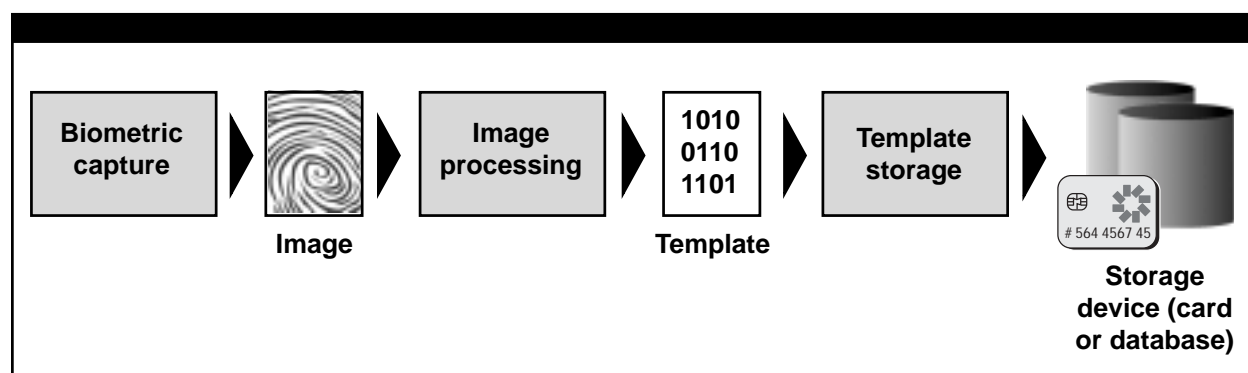 Biometric
capture
Image
Image
processing
1010
0110
1101
Template
Template
storage
# 564 4567 45
Storage
device (card
or database)